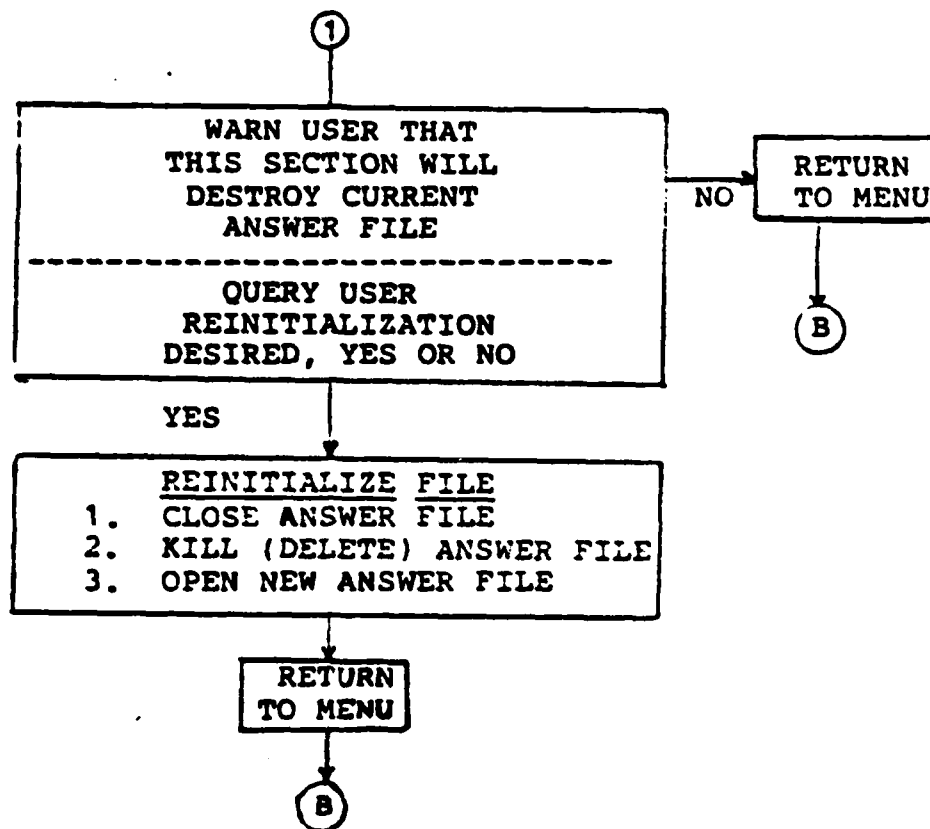 1
WARN USER THAT
THIS SECTION WILL
DESTROY CURRENT
ANSWER FILE
QUERY USER
REINITIALIZATION
DESIRED, YES OR NO
NO
RETURN
TO MENU
B
YES
REINITIALIZE FILE
1. CLOSE ANSWER FILE
2. KILL (DELETE) ANSWER FILE
3. OPEN NEW ANSWER FILE
RETURN
TO MENU
B